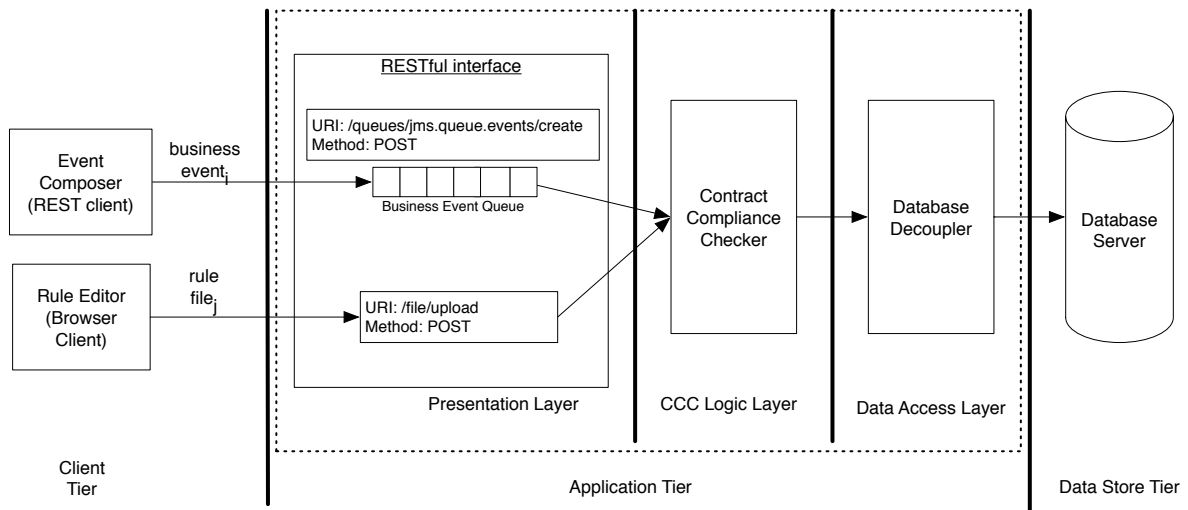 RESTful interface
URI: /queues/jms.queue.events/create
Method: POST
Business Event Queue
Event
Composer
(REST client)
business
event_i
Rule Editor
(Browser
Client)
rule
file_j
URI: /file/upload
Method: POST
Contract
Compliance
Checker
Database
Decoupler
Database
Server
Presentation Layer
CCC Logic Layer
Data Access Layer
Client
Tier
Application Tier
Data Store Tier